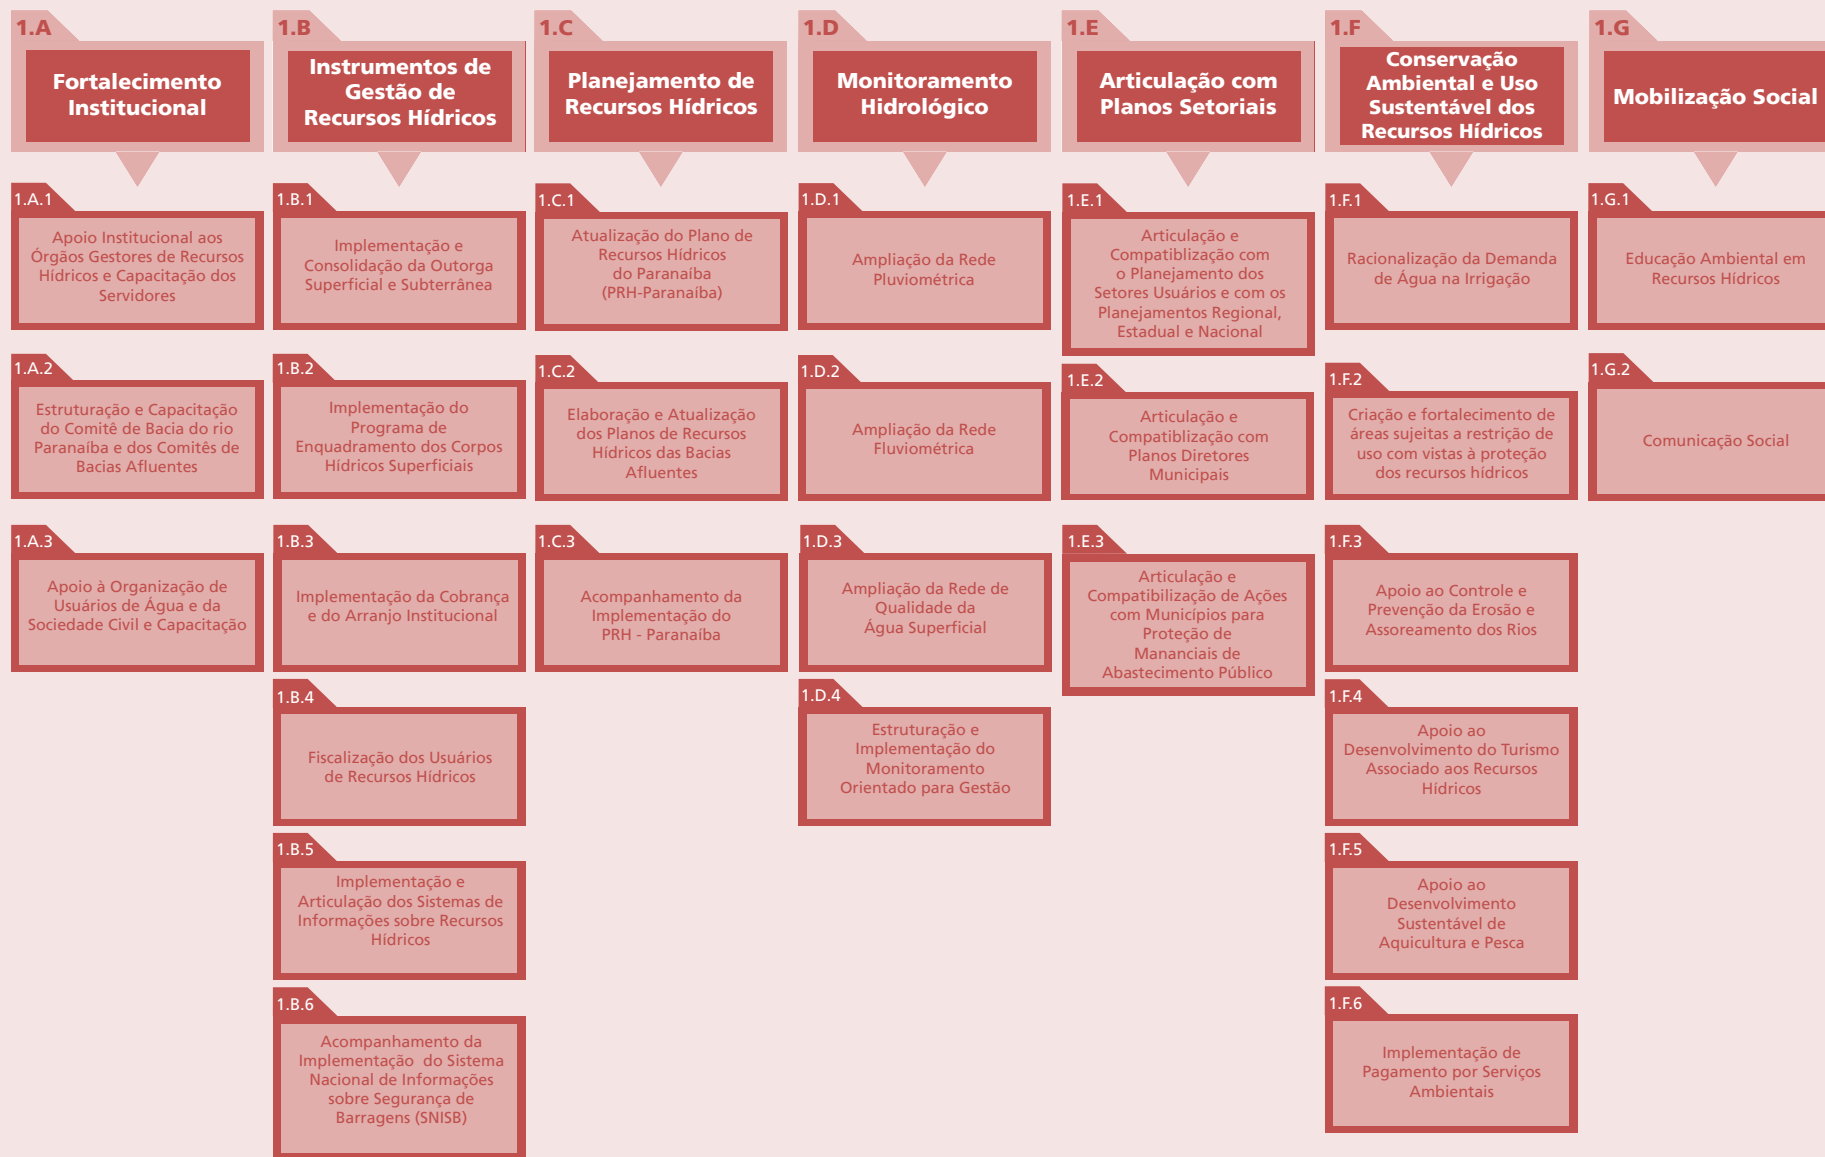 1.A
Fortalecimento
Institucional
1.A.1
Apoio Institucional aos
Órgãos Gestores de Recursos
Hídricos e Capacitação dos
Servidores
1.A.2
Estruturação e Capacitação
do Comitê de Bacia do rio
Paranaíba e dos Comitês de
Bacias Afluentes
1.A.3
Apoio à Organização de
Usuários de Água e da
Sociedade Civil e Capacitação
1.B
Instrumentos de
Gestão de
Recursos Hídricos
1.B.1
Implementação e
Consolidação da Outorga
Superficial e Subterrânea
1.B.2
Implementação do
Programa de
Enquadramento dos Corpos
Hídricos Superficiais
1.B.3
Implementação da Cobrança
e do Arranjo Institucional
1.B.4
Fiscalização dos Usuários
de Recursos Hídricos
1.B.5
Implementação e
Articulação dos Sistemas de
Informações sobre Recursos
Hídricos
1.B.6
Acompanhamento da
Implementação do Sistema
Nacional de Informações
sobre Segurança de
Barragens (SNISB)
1.C
Planejamento de
Recursos Hídricos
1.C.1
Atualização do Plano de
Recursos Hídricos
do Paranaíba
(PRH-Paranaíba)
1.C.2
Elaboração e Atualização
dos Planos de Recursos
Hídricos das Bacias
Afluentes
1.C.3
Acompanhamento da
Implementação do
PRH - Paranaíba
1.D
Monitoramento
Hidrológico
1.D.1
Ampliação da Rede
Pluviométrica
1.D.2
Ampliação da Rede
Fluviométrica
1.D.3
Ampliação da Rede de
Qualidade da
Água Superficial
1.D.4
Estruturação e
Implementação do
Monitoramento
Orientado para Gestão
1.E
Articulação com
Planos Setoriais
1.E.1
Articulação e
Compatiblização com
o Planejamento dos
Setores Usuários e com os
Planejamentos Regional,
Estadual e Nacional
1.E.2
Articulação e
Compatiblização com
Planos Diretores
Municipais
1.E.3
Articulação e
Compatibilização de Ações
com Municípios para
Proteção de
Mananciais de
Abastecimento Público
1.F
Conservação
Ambiental e Uso
Sustentável dos
Recursos Hídricos
1.F.1
Racionalização da Demanda
de Água na Irrigação
1.F.2
Criação e fortalecimento de
áreas sujeitas a restrição de
uso com vistas à proteção
dos recursos hídricos
1.F.3
Apoio ao Controle e
Prevenção da Erosão e
Assoreamento dos Rios
1.F.4
Apoio ao
Desenvolvimento do Turismo
Associado aos Recursos
Hídricos
1.F.5
Apoio ao
Desenvolvimento
Sustentável de
Aquicultura e Pesca
1.F.6
Implementação de
Pagamento por Serviços
Ambientais
1.G
Mobilização Social
1.G.1
Educação Ambiental em
Recursos Hídricos
1.G.2
Comunicação Social